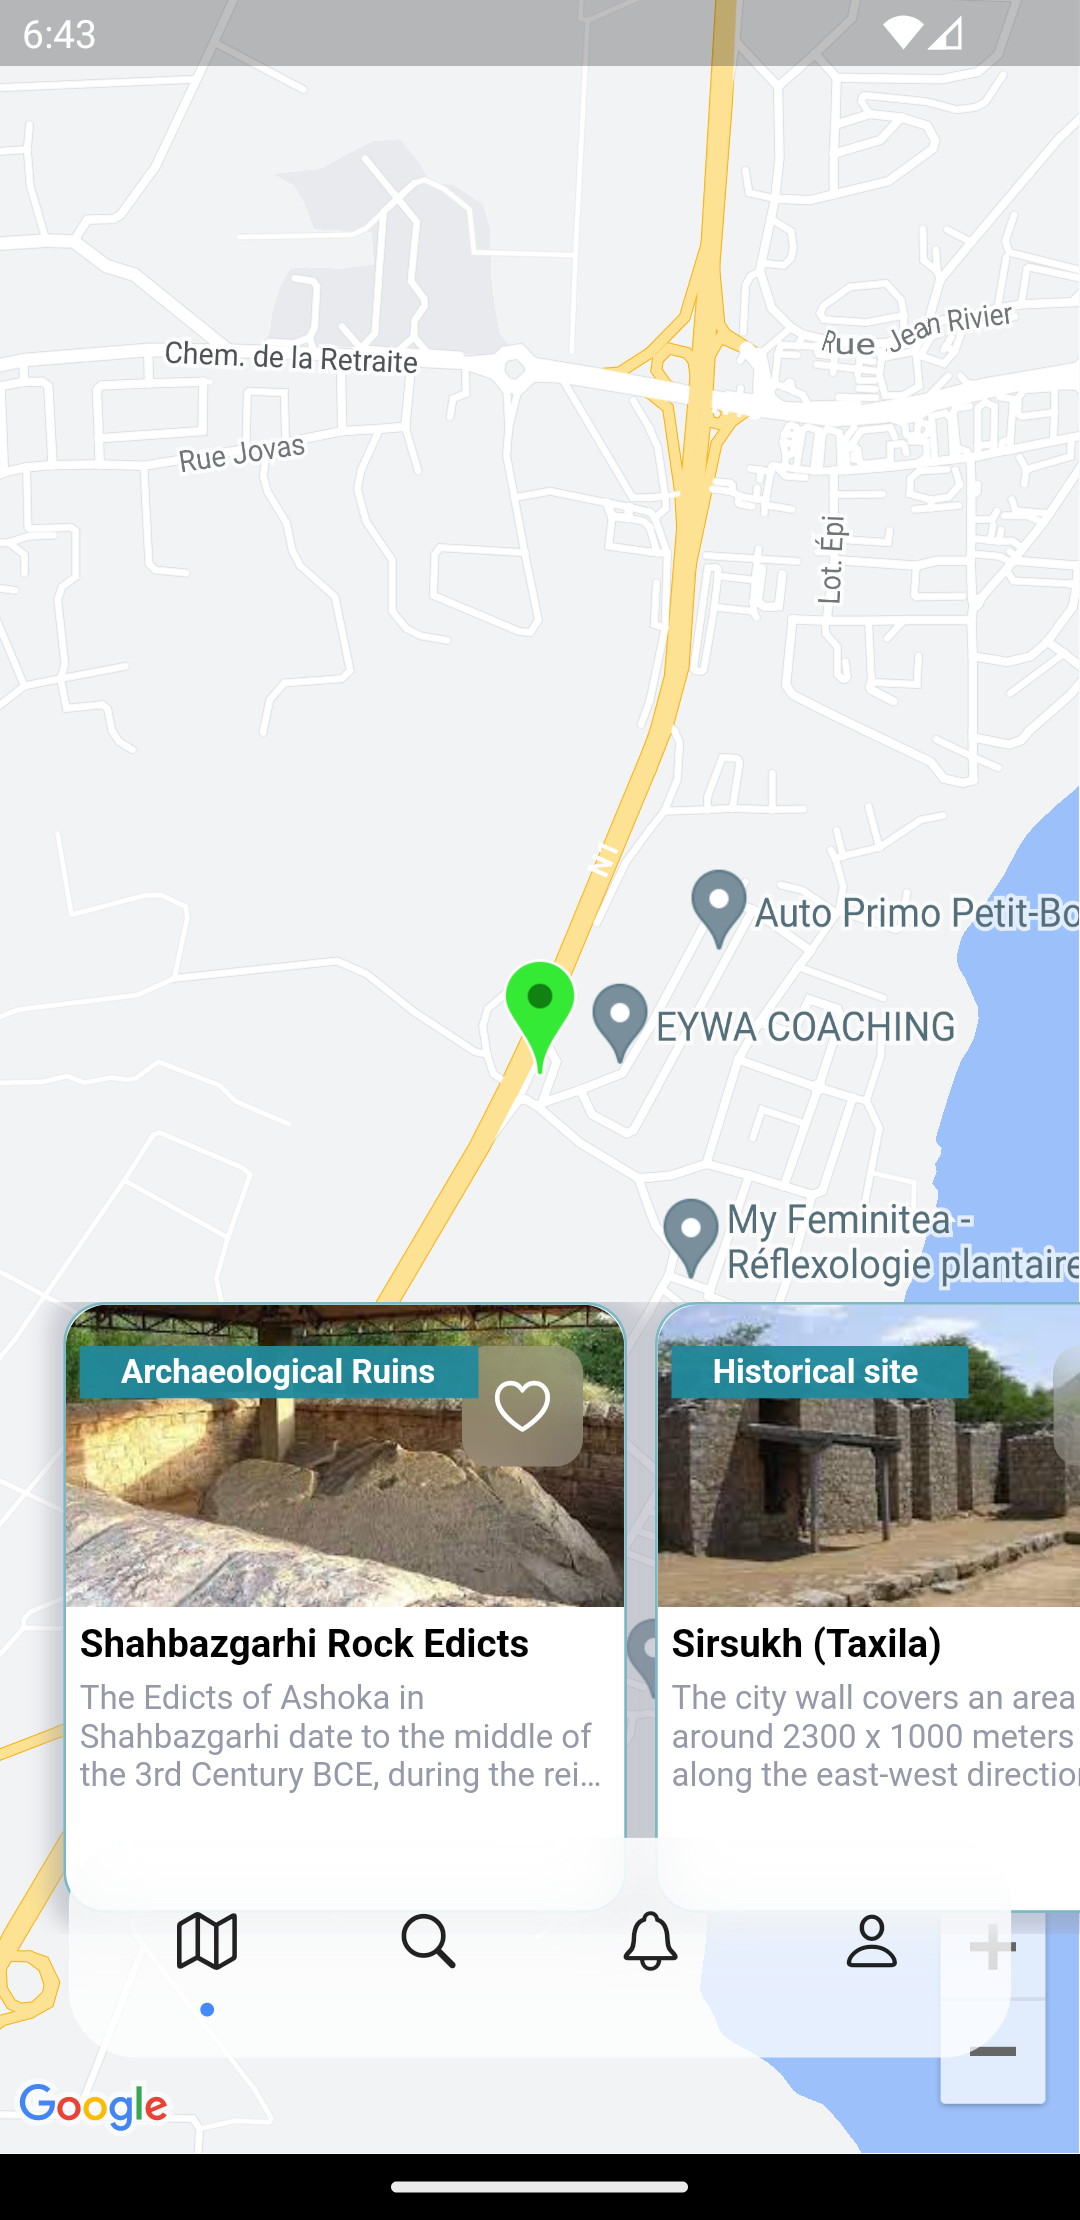 6:43
Chem. de la Retraite
Rue Jean Rivier
Rue Jovas
Lot. Épi
N1
Auto Primo Petit-Bo
EYWA COACHING
My Feminitea -
Réflexologie plantaire
Archaeological Ruins
Shahbazgarhi Rock Edicts
The Edicts of Ashoka in
Shahbazgarhi date to the middle of
the 3rd Century BCE, during the rei...
Historical site
Sirsukh (Taxila)
The city wall covers an area
around 2300 x 1000 meters
along the east-west direction
Google